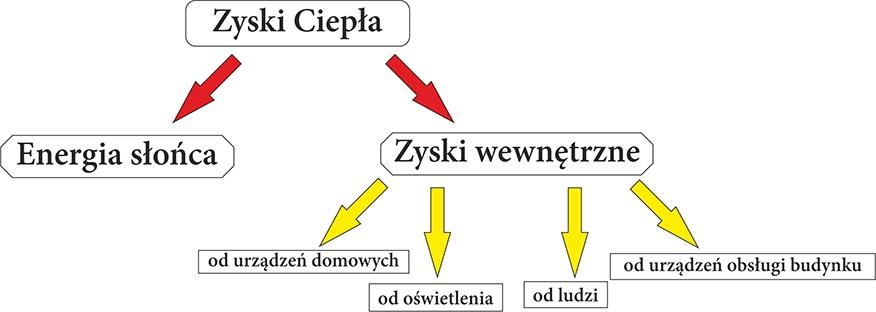 Zyski Ciepła
Energia słońca
Zyski wewnętrzne
od urządzeń domowych
od oświetlenia
od ludzi
od urządzeń obsługi budynku